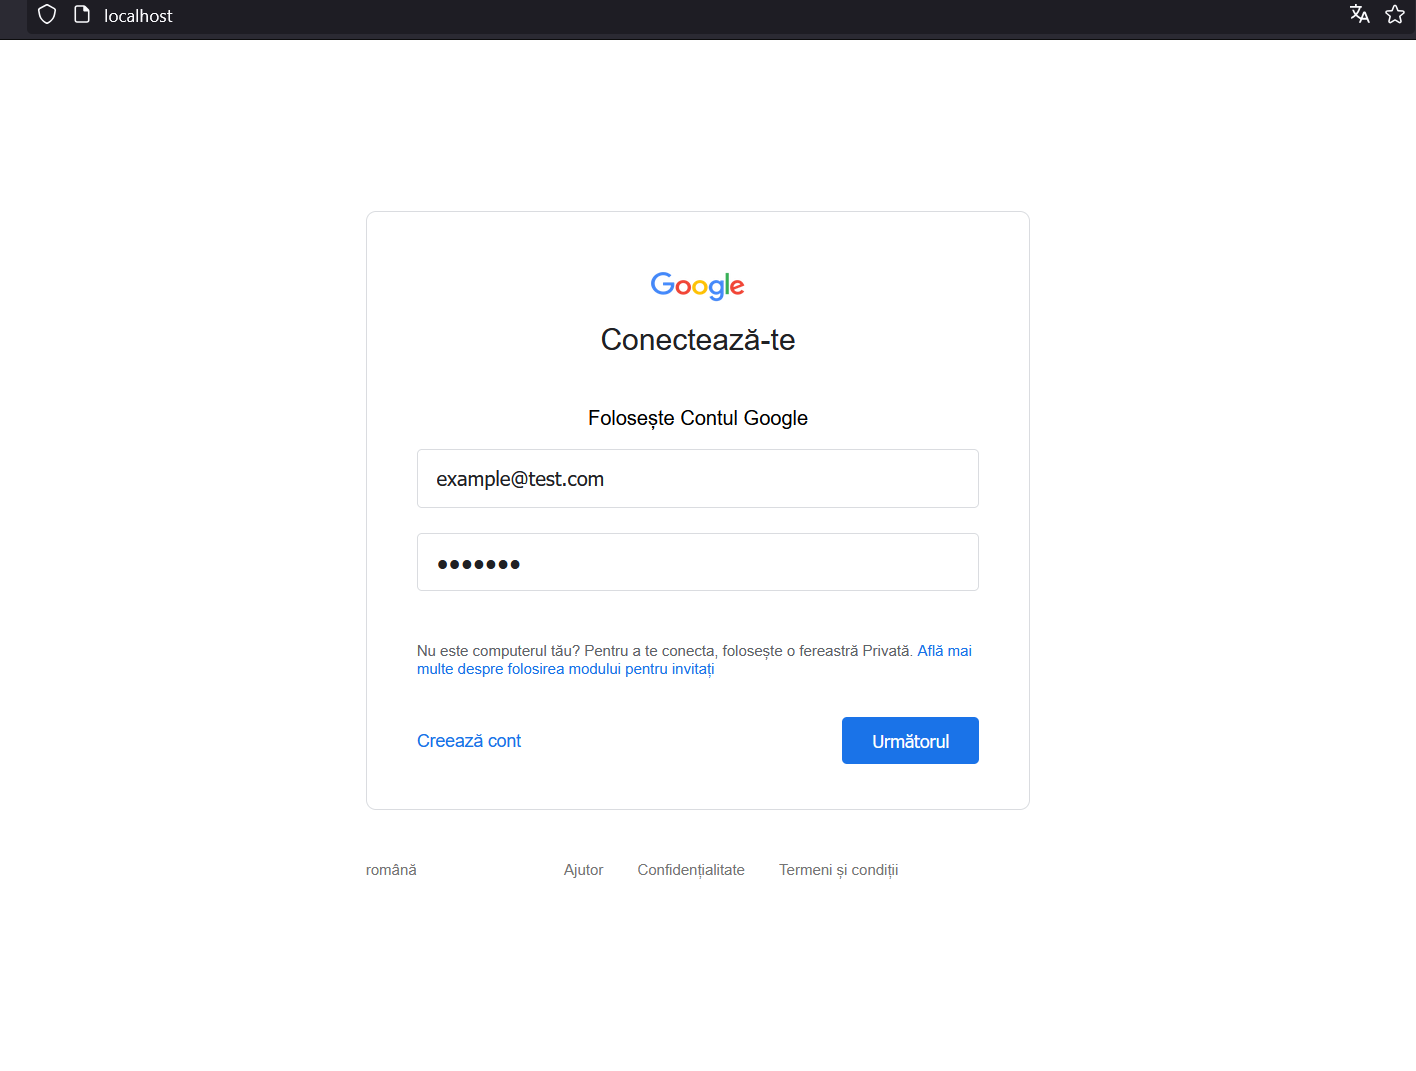 localhost
Google
Conectează-te
Folosește Contul Google
example@test.com
●●●●●●●
Nu este computerul tău? Pentru a te conecta, folosește o fereastră Privată. Află mai
multe despre folosirea modului pentru invitați
Creează cont
Următorul
română
Ajutor
Confidențialitate
Termeni și condiții